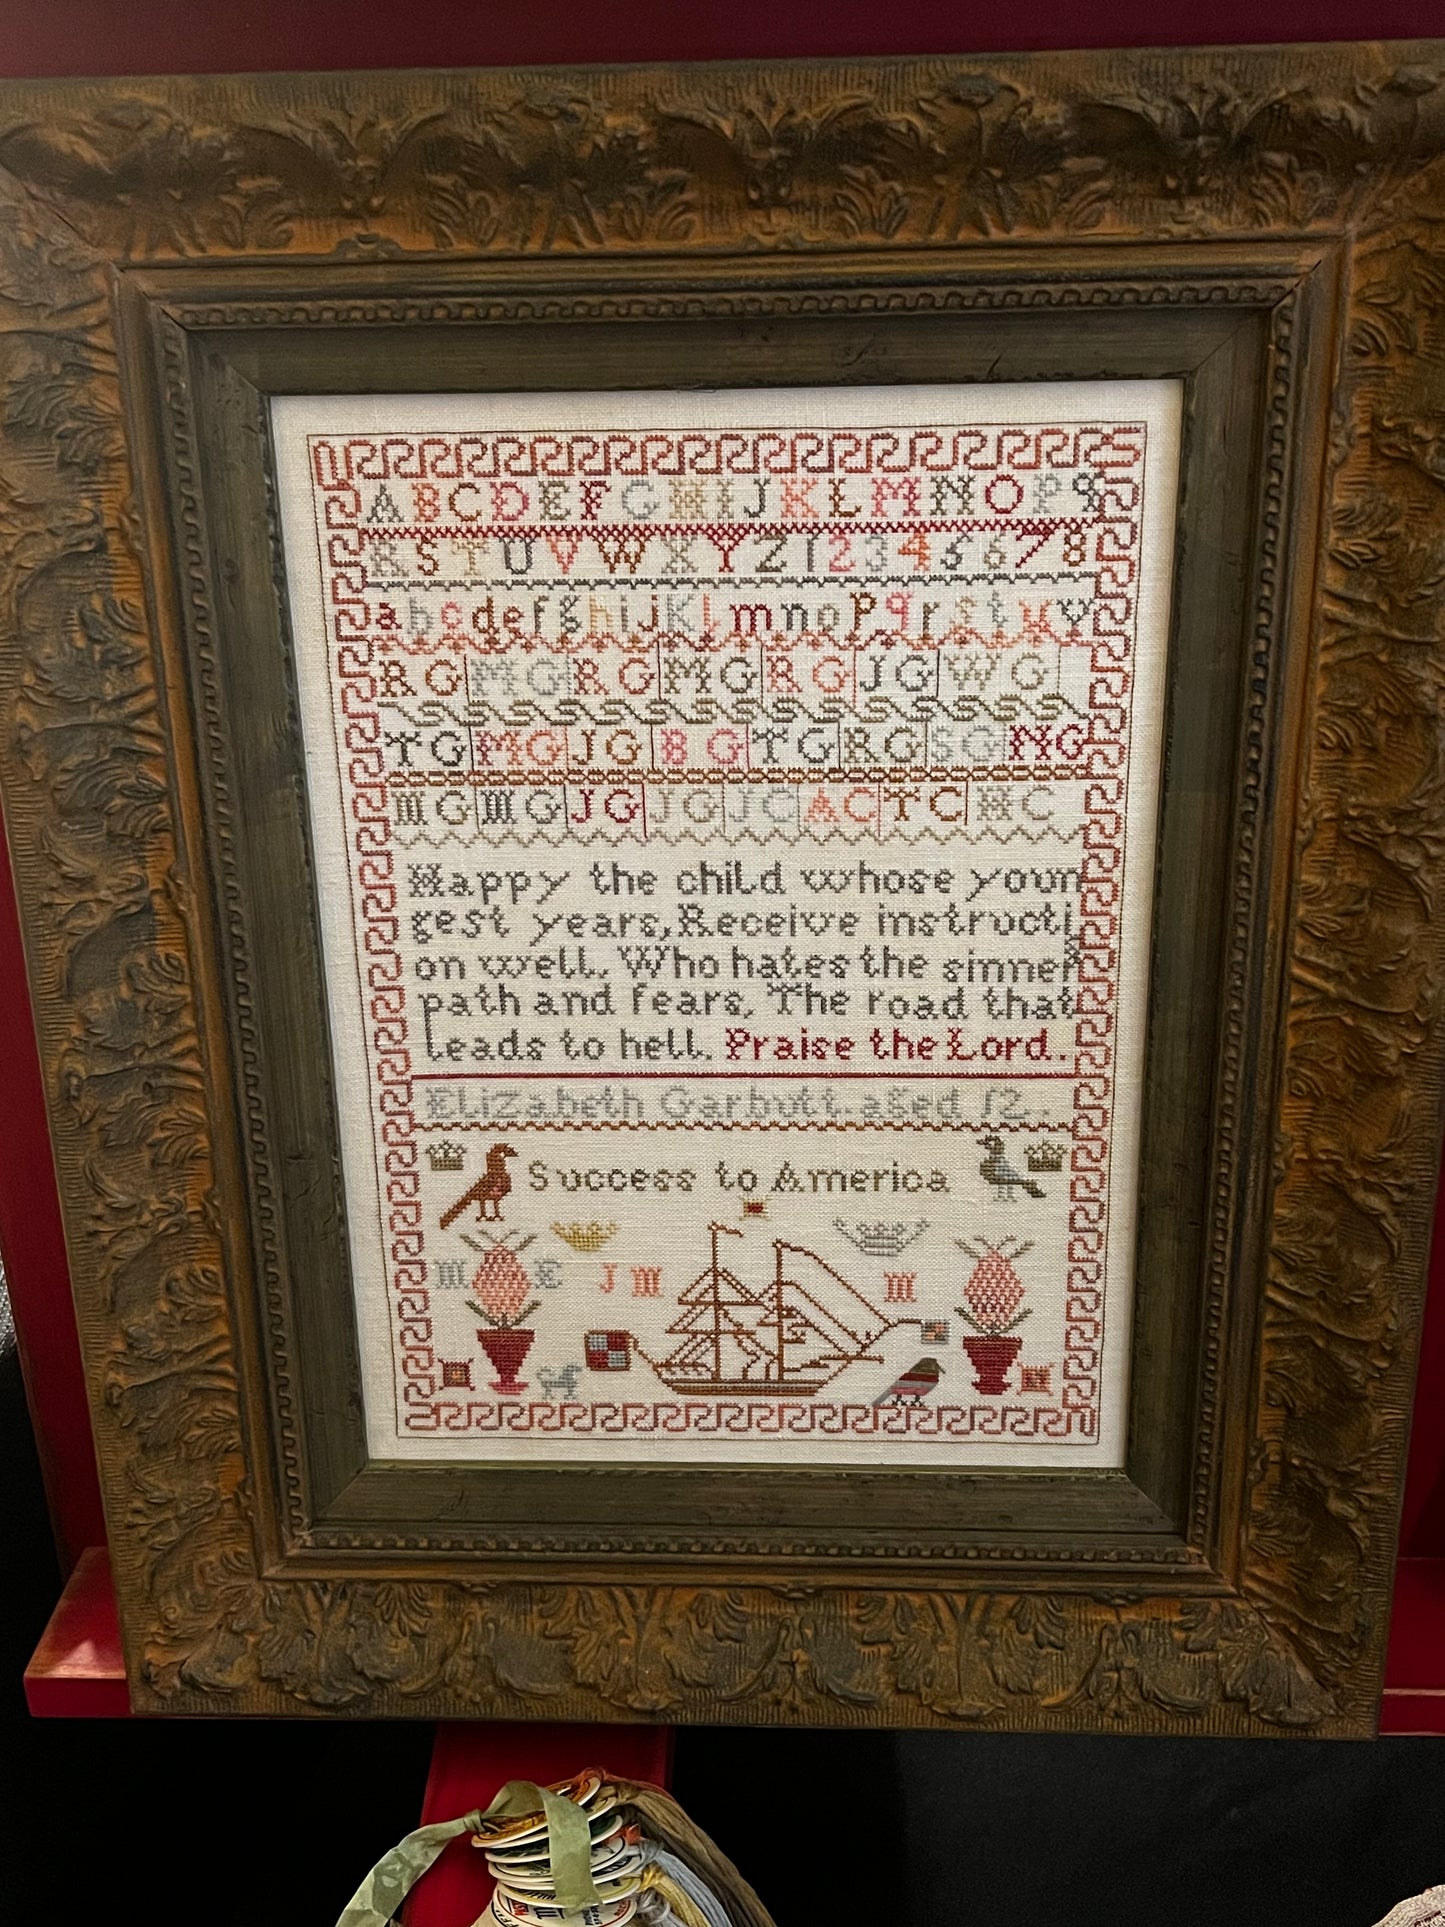 ABCDEFGHIJKLMNOPQ
RSTUVWXYZ12345678
abcdefghijKlmnopqrstuvw
RG MG RG MG RG JG WG
TG MG JG BG TG RG SG NG
MG MG JG JG JC AC TC HC
Happy the child whose youn
gest years, Receive instructi
on well. Who hates the sinner
path and fears, The road that
leads to hell. Praise the Lord.
Elizabeth Garbutt. aged 12.
Success to America
M E J M M